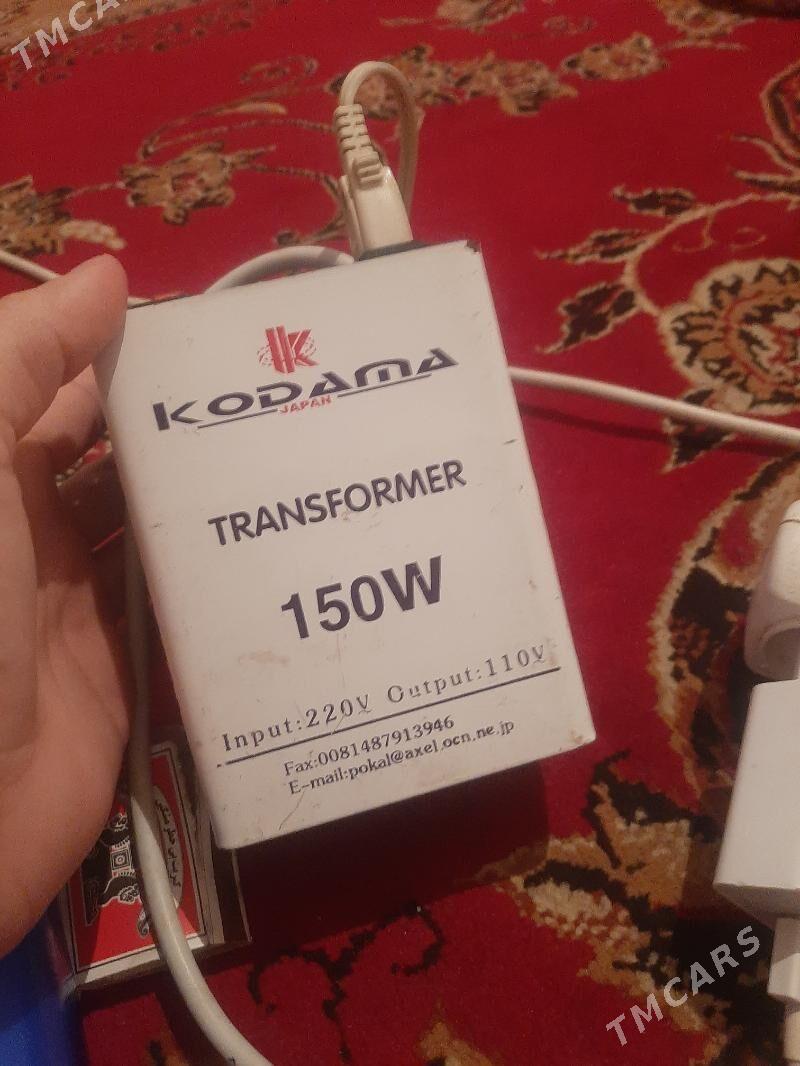 TMCARS
KODAMA
JAPAN
TRANSFORMER
150W
Input:220V Output:110V
Fax:0081487913946
E-mail:pokal@axel.ocn.ne.jp
TMCARS